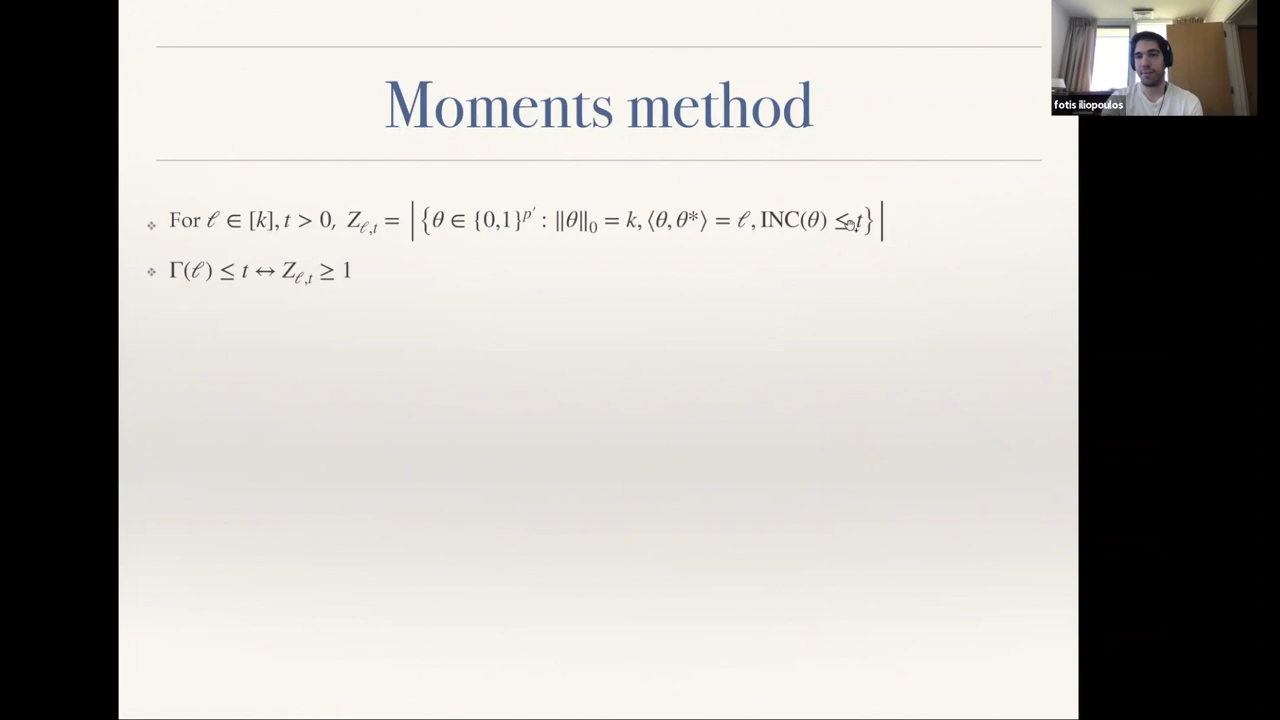 Moments method
fotis iliopoulos
For ℓ ∈ [k], t > 0, Z_{ℓ,t} = |{θ ∈ {0,1}^{p′} : ‖θ‖₀ = k, ⟨θ, θ*⟩ = ℓ, INC(θ) ≤ t}|
Γ(ℓ) ≤ t ↔ Z_{ℓ,t} ≥ 1